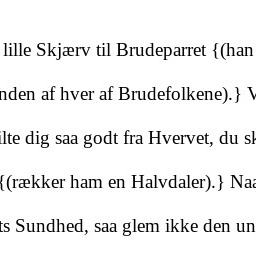 lille Skjærv til Brudeparret {(han
nden af hver af Brudefolkene).} V
ilte dig saa godt fra Hvervet, du sk
{(rækker ham en Halvdaler).} Naa
ts Sundhed, saa glem ikke den un